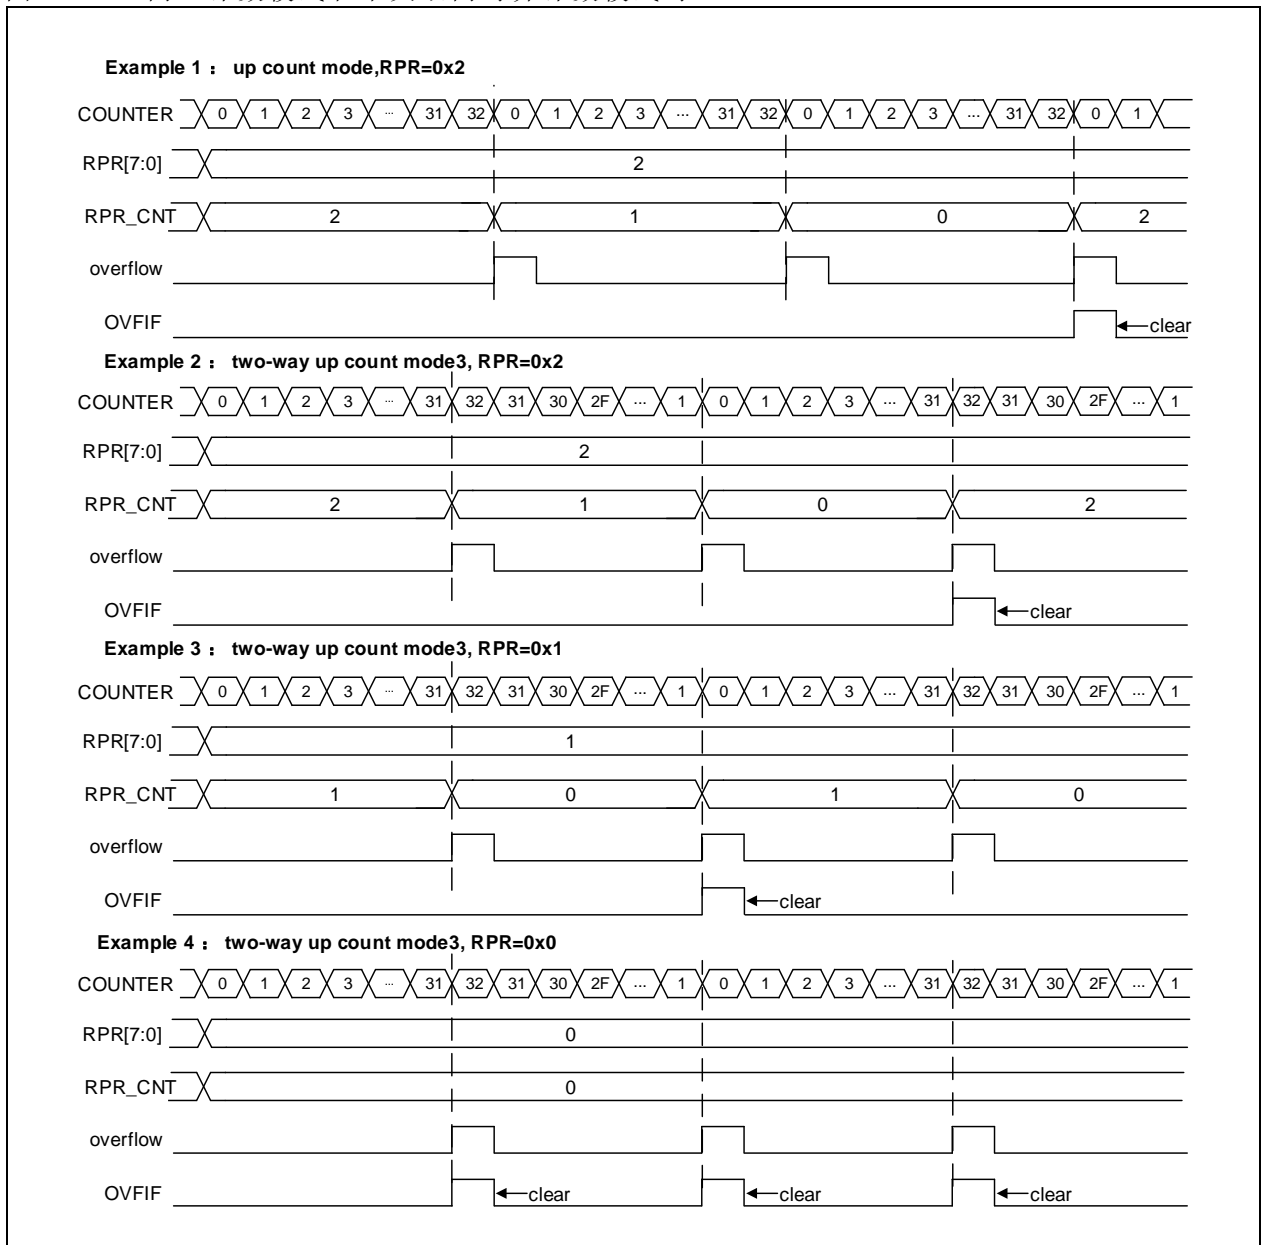 Example 1 ： up count mode,RPR=0x2
COUNTER 0 1 2 3 ... 31 32 0 1 2 3 ... 31 32 0 1 2 3 ... 31 32 0 1
RPR[7:0] 2
RPR_CNT 2 1 0 2
overflow
OVFIF clear
Example 2 ： two-way up count mode3, RPR=0x2
COUNTER 0 1 2 3 ... 31 32 31 30 2F ... 1 0 1 2 3 ... 31 32 31 30 2F ... 1
RPR[7:0] 2
RPR_CNT 2 1 0 2
overflow
OVFIF clear
Example 3 ： two-way up count mode3, RPR=0x1
COUNTER 0 1 2 3 ... 31 32 31 30 2F ... 1 0 1 2 3 ... 31 32 31 30 2F ... 1
RPR[7:0] 1
RPR_CNT 1 0 1 0
overflow
OVFIF clear
Example 4 ： two-way up count mode3, RPR=0x0
COUNTER 0 1 2 3 ... 31 32 31 30 2F ... 1 0 1 2 3 ... 31 32 31 30 2F ... 1
RPR[7:0] 0
RPR_CNT 0
overflow
OVFIF clear clear clear